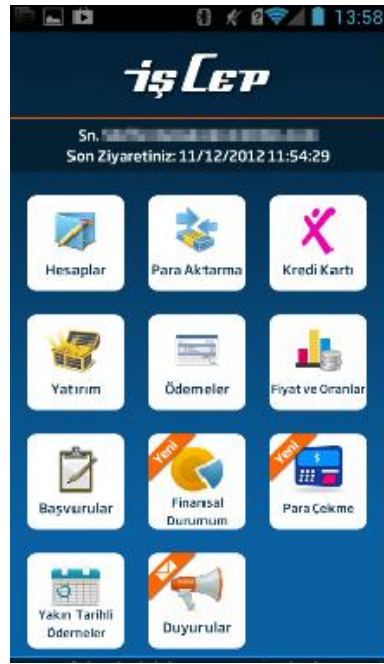 13:58
işCep
Sn.
Son Ziyaretiniz: 11/12/2012 11:54:29
Hesaplar
Para Aktarma
Kredi Kartı
Yatırım
Ödemeler
Fiyat ve Oranlar
Başvurular
Yeni
Finansal
Durumum
Yeni
Para Çekme
Yakın Tarihli
Ödemeler
Duyurular